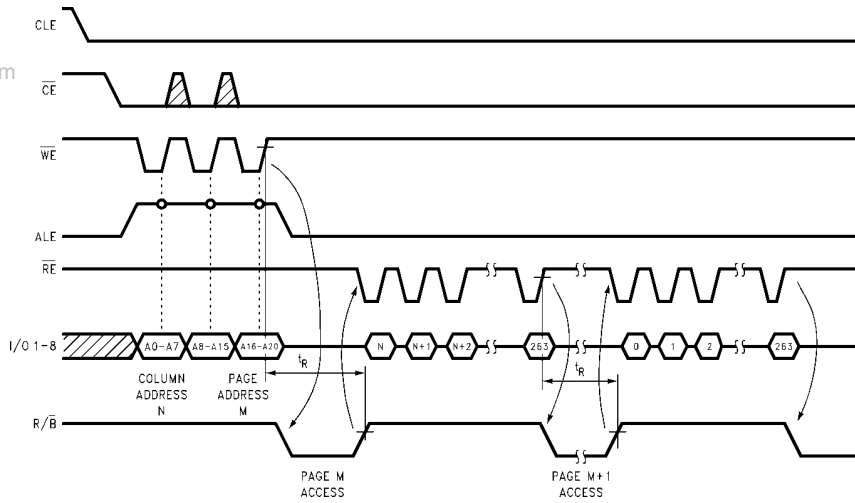 CLE
m
CE
WE
ALE
RE
I/O 1-8
A0-A7 A8-A15 A16-A20 N N+1 N+2 263 0 1 2 263
COLUMN ADDRESS N
PAGE ADDRESS M
tR
tR
R/B
PAGE M ACCESS
PAGE M+1 ACCESS